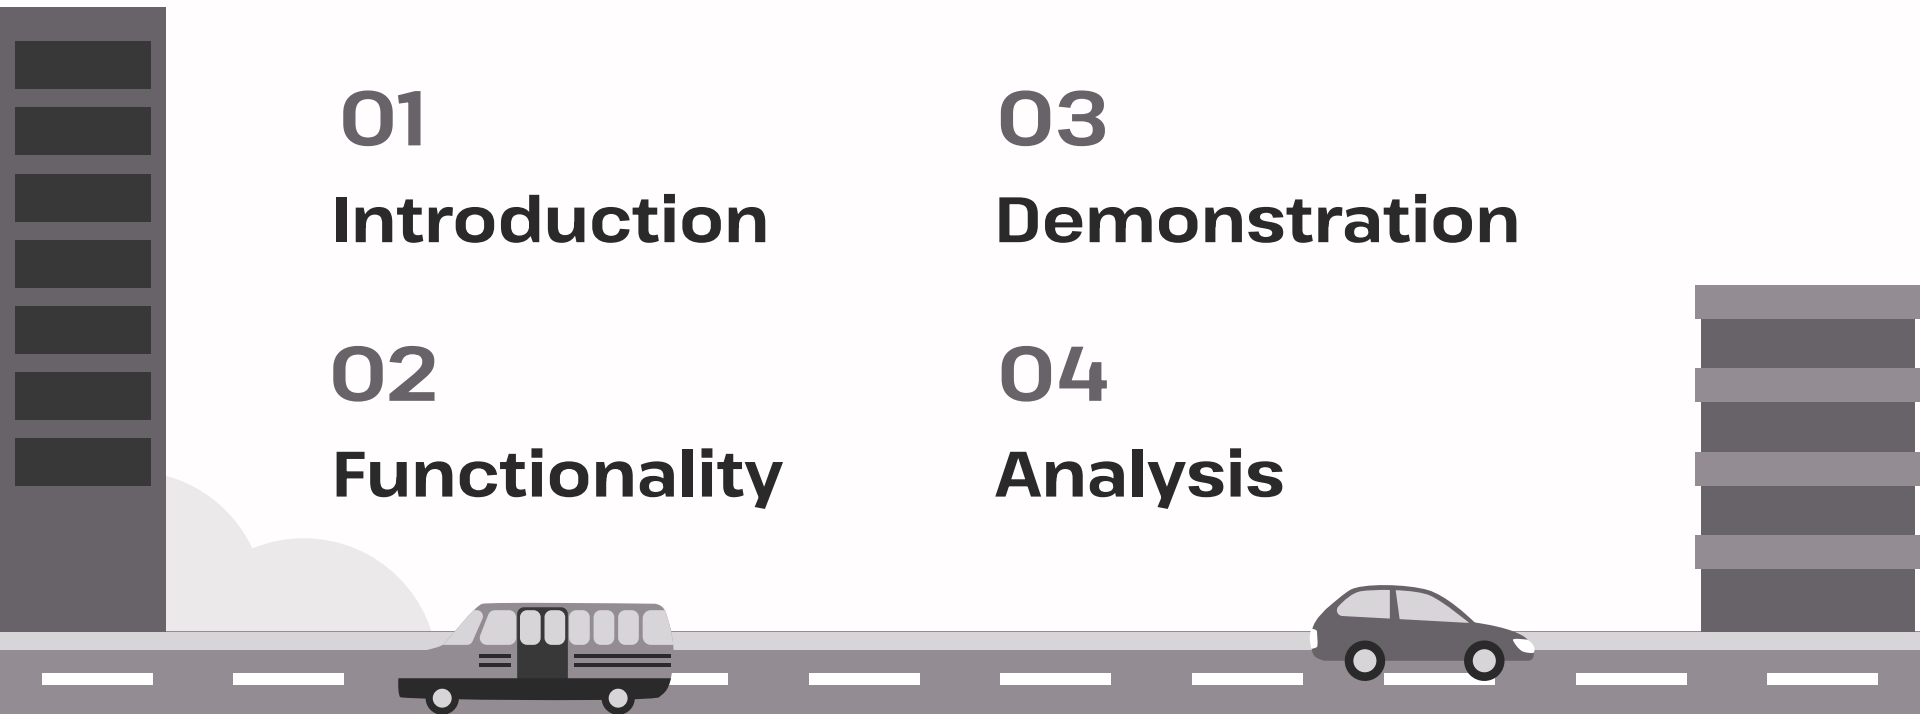 01
Introduction
02
Functionality
03
Demonstration
04
Analysis